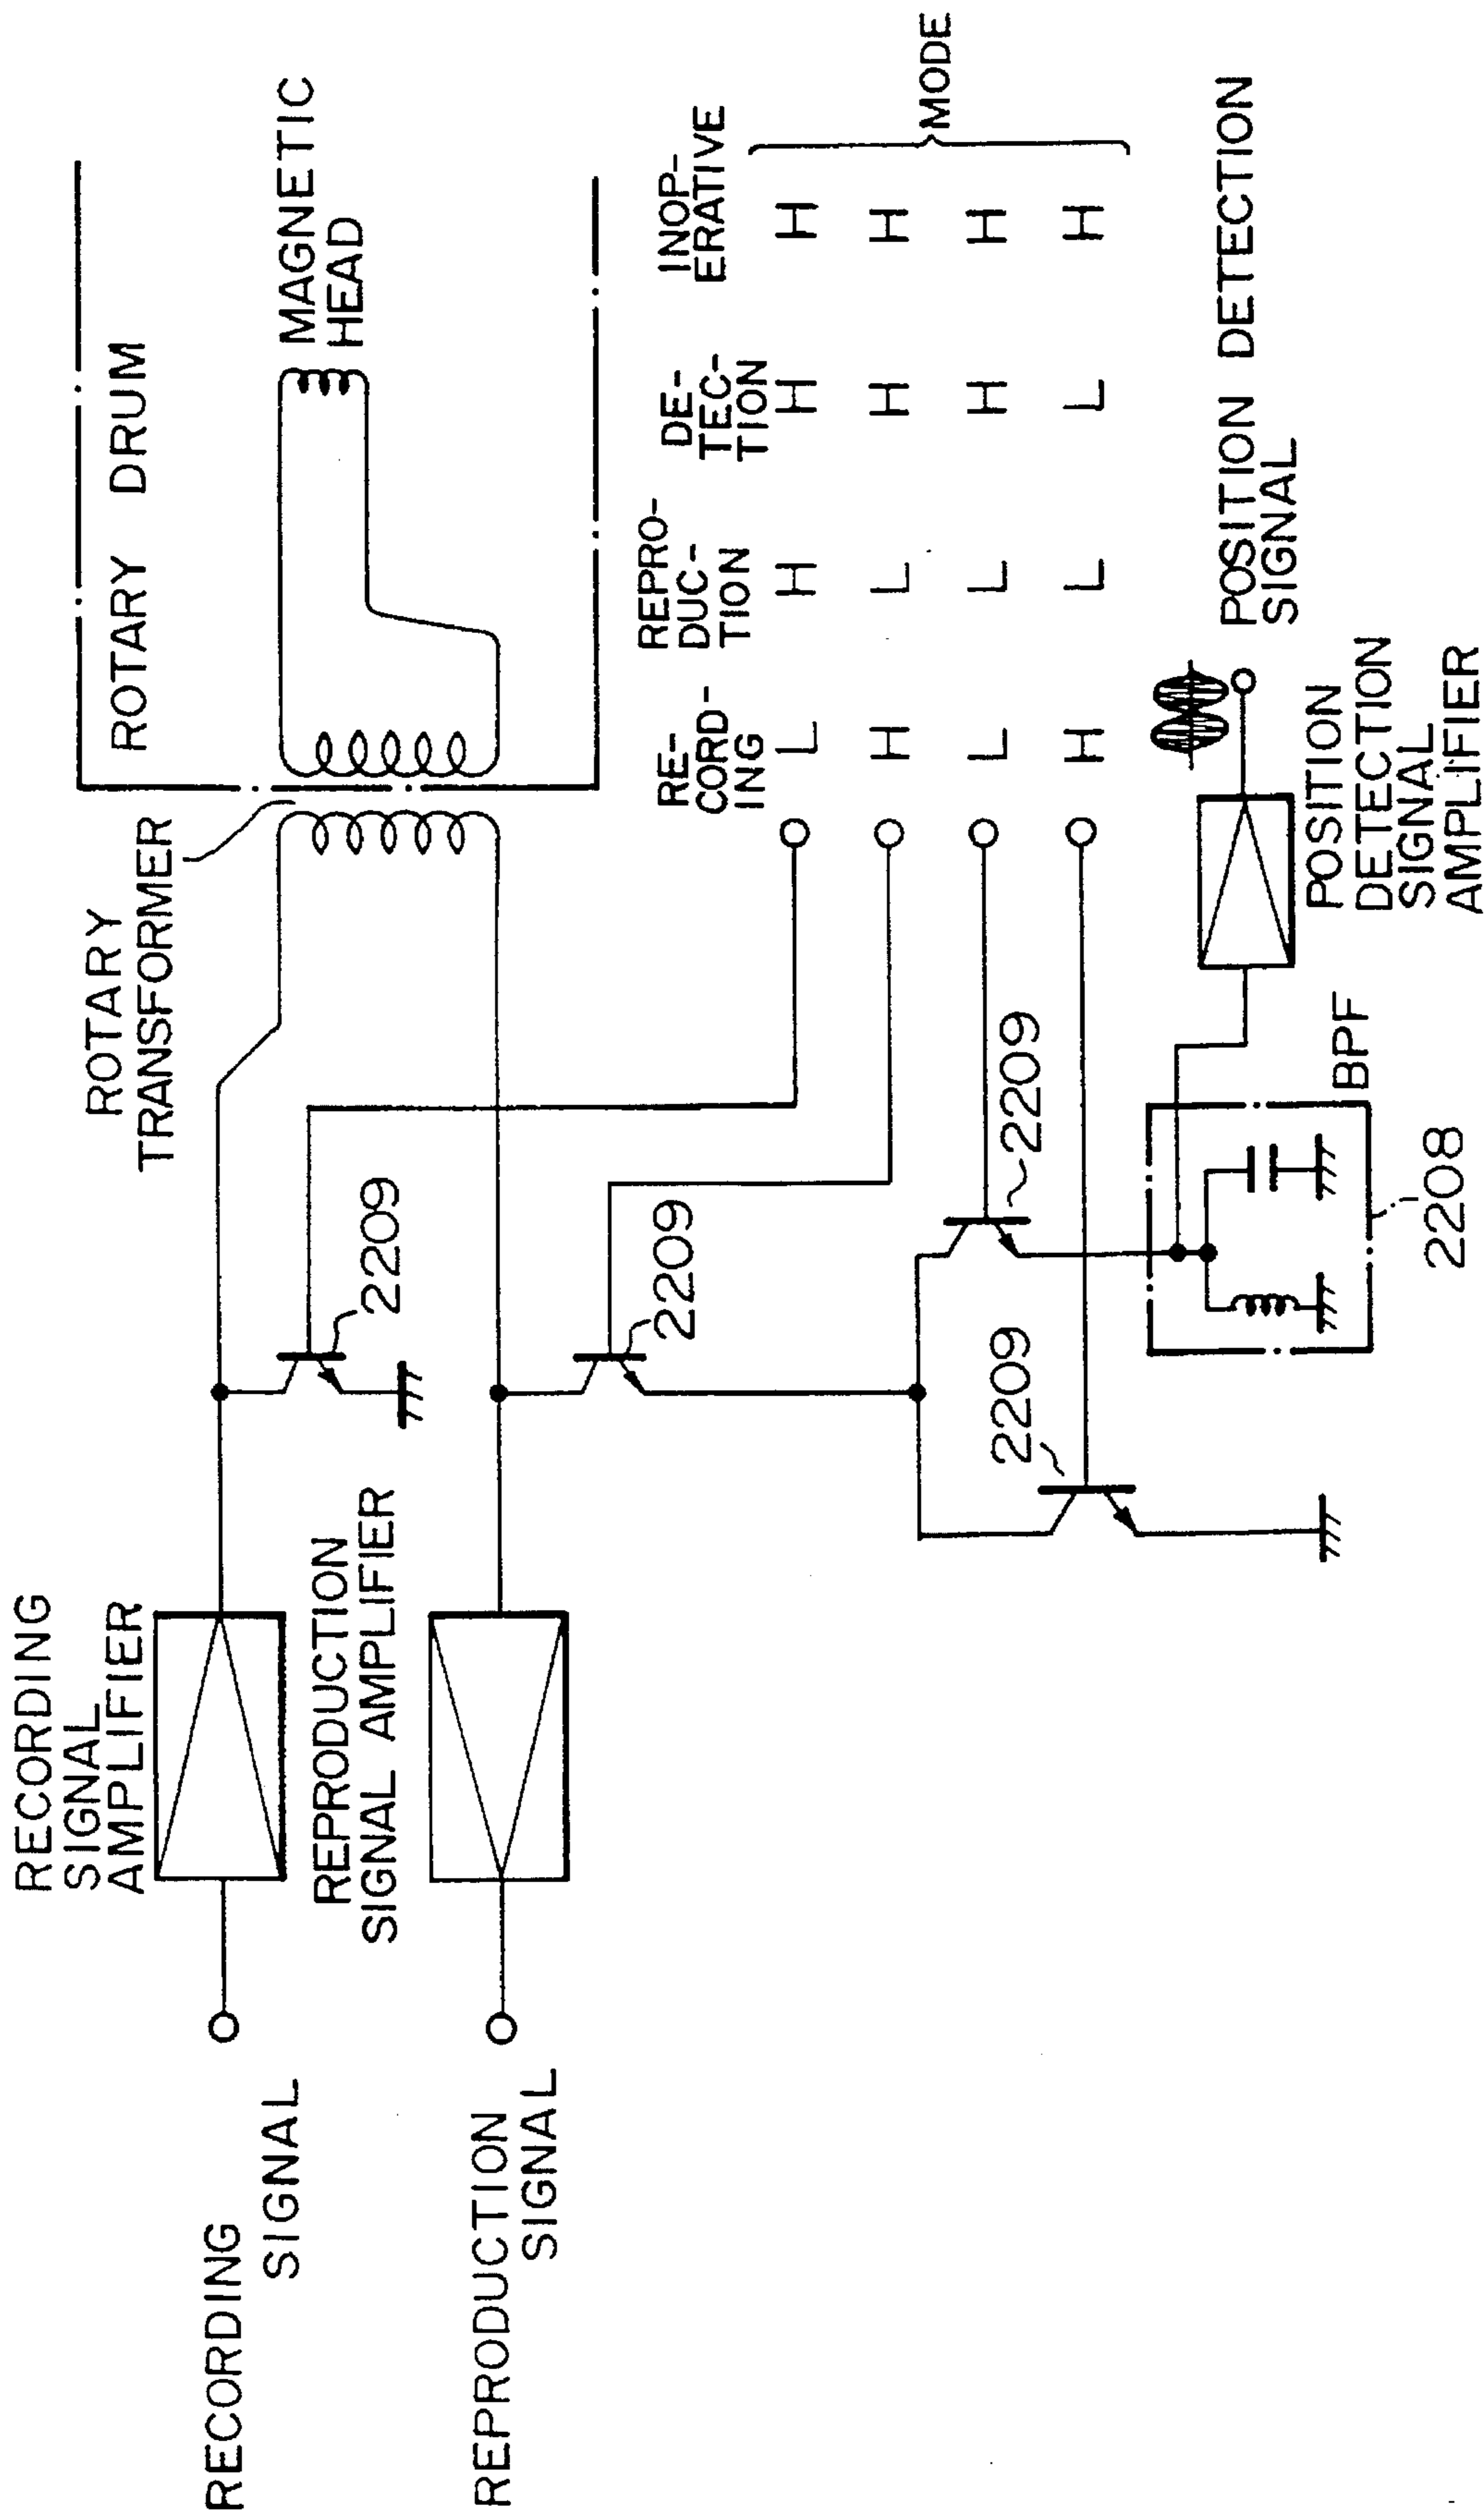 RECORDING
SIGNAL
REPRODUCTION
SIGNAL
RECORDING
SIGNAL
AMPLIFIER
REPRODUCTION
SIGNAL AMPLIFIER
2209
2209
2209
2209
ROTARY
TRANSFORMER
ROTARY DRUM
MAGNETIC
HEAD
RE-
CORD-
ING
REPRO-
DUC-
TION
DE-
TEC-
TION
INOP-
ERATIVE
L H H H
H L H H
L L H H
H L L H
MODE
BPF
2208
POSITION
DETECTION
SIGNAL
AMPLIFIER
POSITION DETECTION
SIGNAL